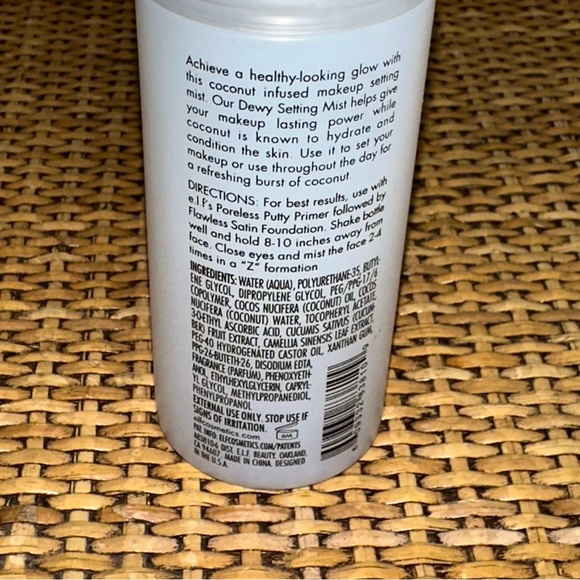 Achieve a healthy-looking glow with
this coconut infused makeup setting
mist. Our Dewy Setting Mist helps give
your makeup lasting power while
coconut is known to hydrate and
condition the skin. Use it to set your
makeup or use throughout the day for
a refreshing burst of coconut.
DIRECTIONS: For best results, use with
e.l.f's Poreless Putty Primer followed by
Flawless Satin Foundation. Shake bottle
well and hold 8-10 inches away from
face. Close eyes and mist the face 2-4
times in a "Z" formation
INGREDIENTS: WATER (AQUA), POLYURETHANE-35, BUTYL-
ENE GLYCOL, DIPROPYLENE GLYCOL, PEG/PPG-17/6
COPOLYMER, COCOS NUCIFERA (COCONUT) OIL, COCOS
NUCIFERA (COCONUT) WATER, TOCOPHERYL ACETATE,
3-O-ETHYL ASCORBIC ACID, CUCUMIS SATIVUS (CUCUM-
BER) FRUIT EXTRACT, CAMELLIA SINENSIS LEAF EXTRACT,
PEG-40 HYDROGENATED CASTOR OIL, XANTHAN GUM,
PPG-26-BUTETH-26, DISODIUM EDTA,
FRAGRANCE (PARFUM), PHENOXYETH-
ANOL, ETHYLHEXYLGLYCERIN, CAPRYL-
YL GLYCOL, METHYLPROPANEDIOL,
PHENYLPROPANOL
EXTERNAL USE ONLY. STOP USE IF
SIGNS OF IRRITATION.
elfcosmetics.com
6M
PAT. INFO: ELFCOSMETICS.COM/PATENTS
DIST. E.L.F. BEAUTY, OAKLAND,
CA 94607. MADE IN CHINA. DESIGNED
IN THE U.S.A.